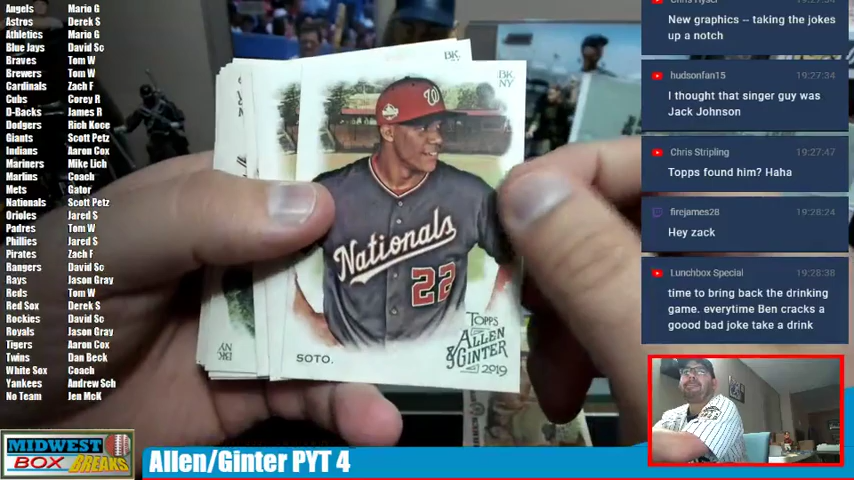 Angels Mario G
Astros Derek S
Athletics Mario G
Blue Jays David Sc
Braves Tom W
Brewers Tom W
Cardinals Zach F
Cubs Corey R
D-Backs James R
Dodgers Rich Koce
Giants Scott Petz
Indians Aaron Cox
Mariners Mike Lich
Marlins Coach
Mets Gator
Nationals Scott Petz
Orioles Jared S
Padres Tom W
Phillies Jared S
Pirates Zach F
Rangers David Sc
Rays Jason Gray
Reds Tom W
Red Sox Derek S
Rockies David Sc
Royals Jason Gray
Tigers Aaron Cox
Twins Dan Beck
White Sox Coach
Yankees Andrew Sch
No Team Jen McK
BK
BK
NY
W
Nationals
22
SOTO.
TOPPS
ALLEN
& GINTER
2019
New graphics -- taking the jokes
up a notch
hudsonfan15 19:27:34
I thought that singer guy was
Jack Johnson
Chris Stripling 19:27:47
Topps found him? Haha
firejames28 19:28:24
Hey zack
Lunchbox Special 19:28:38
time to bring back the drinking
game. everytime Ben cracks a
goood bad joke take a drink
MIDWEST
BOX BREAKS
Allen/Ginter PYT 4